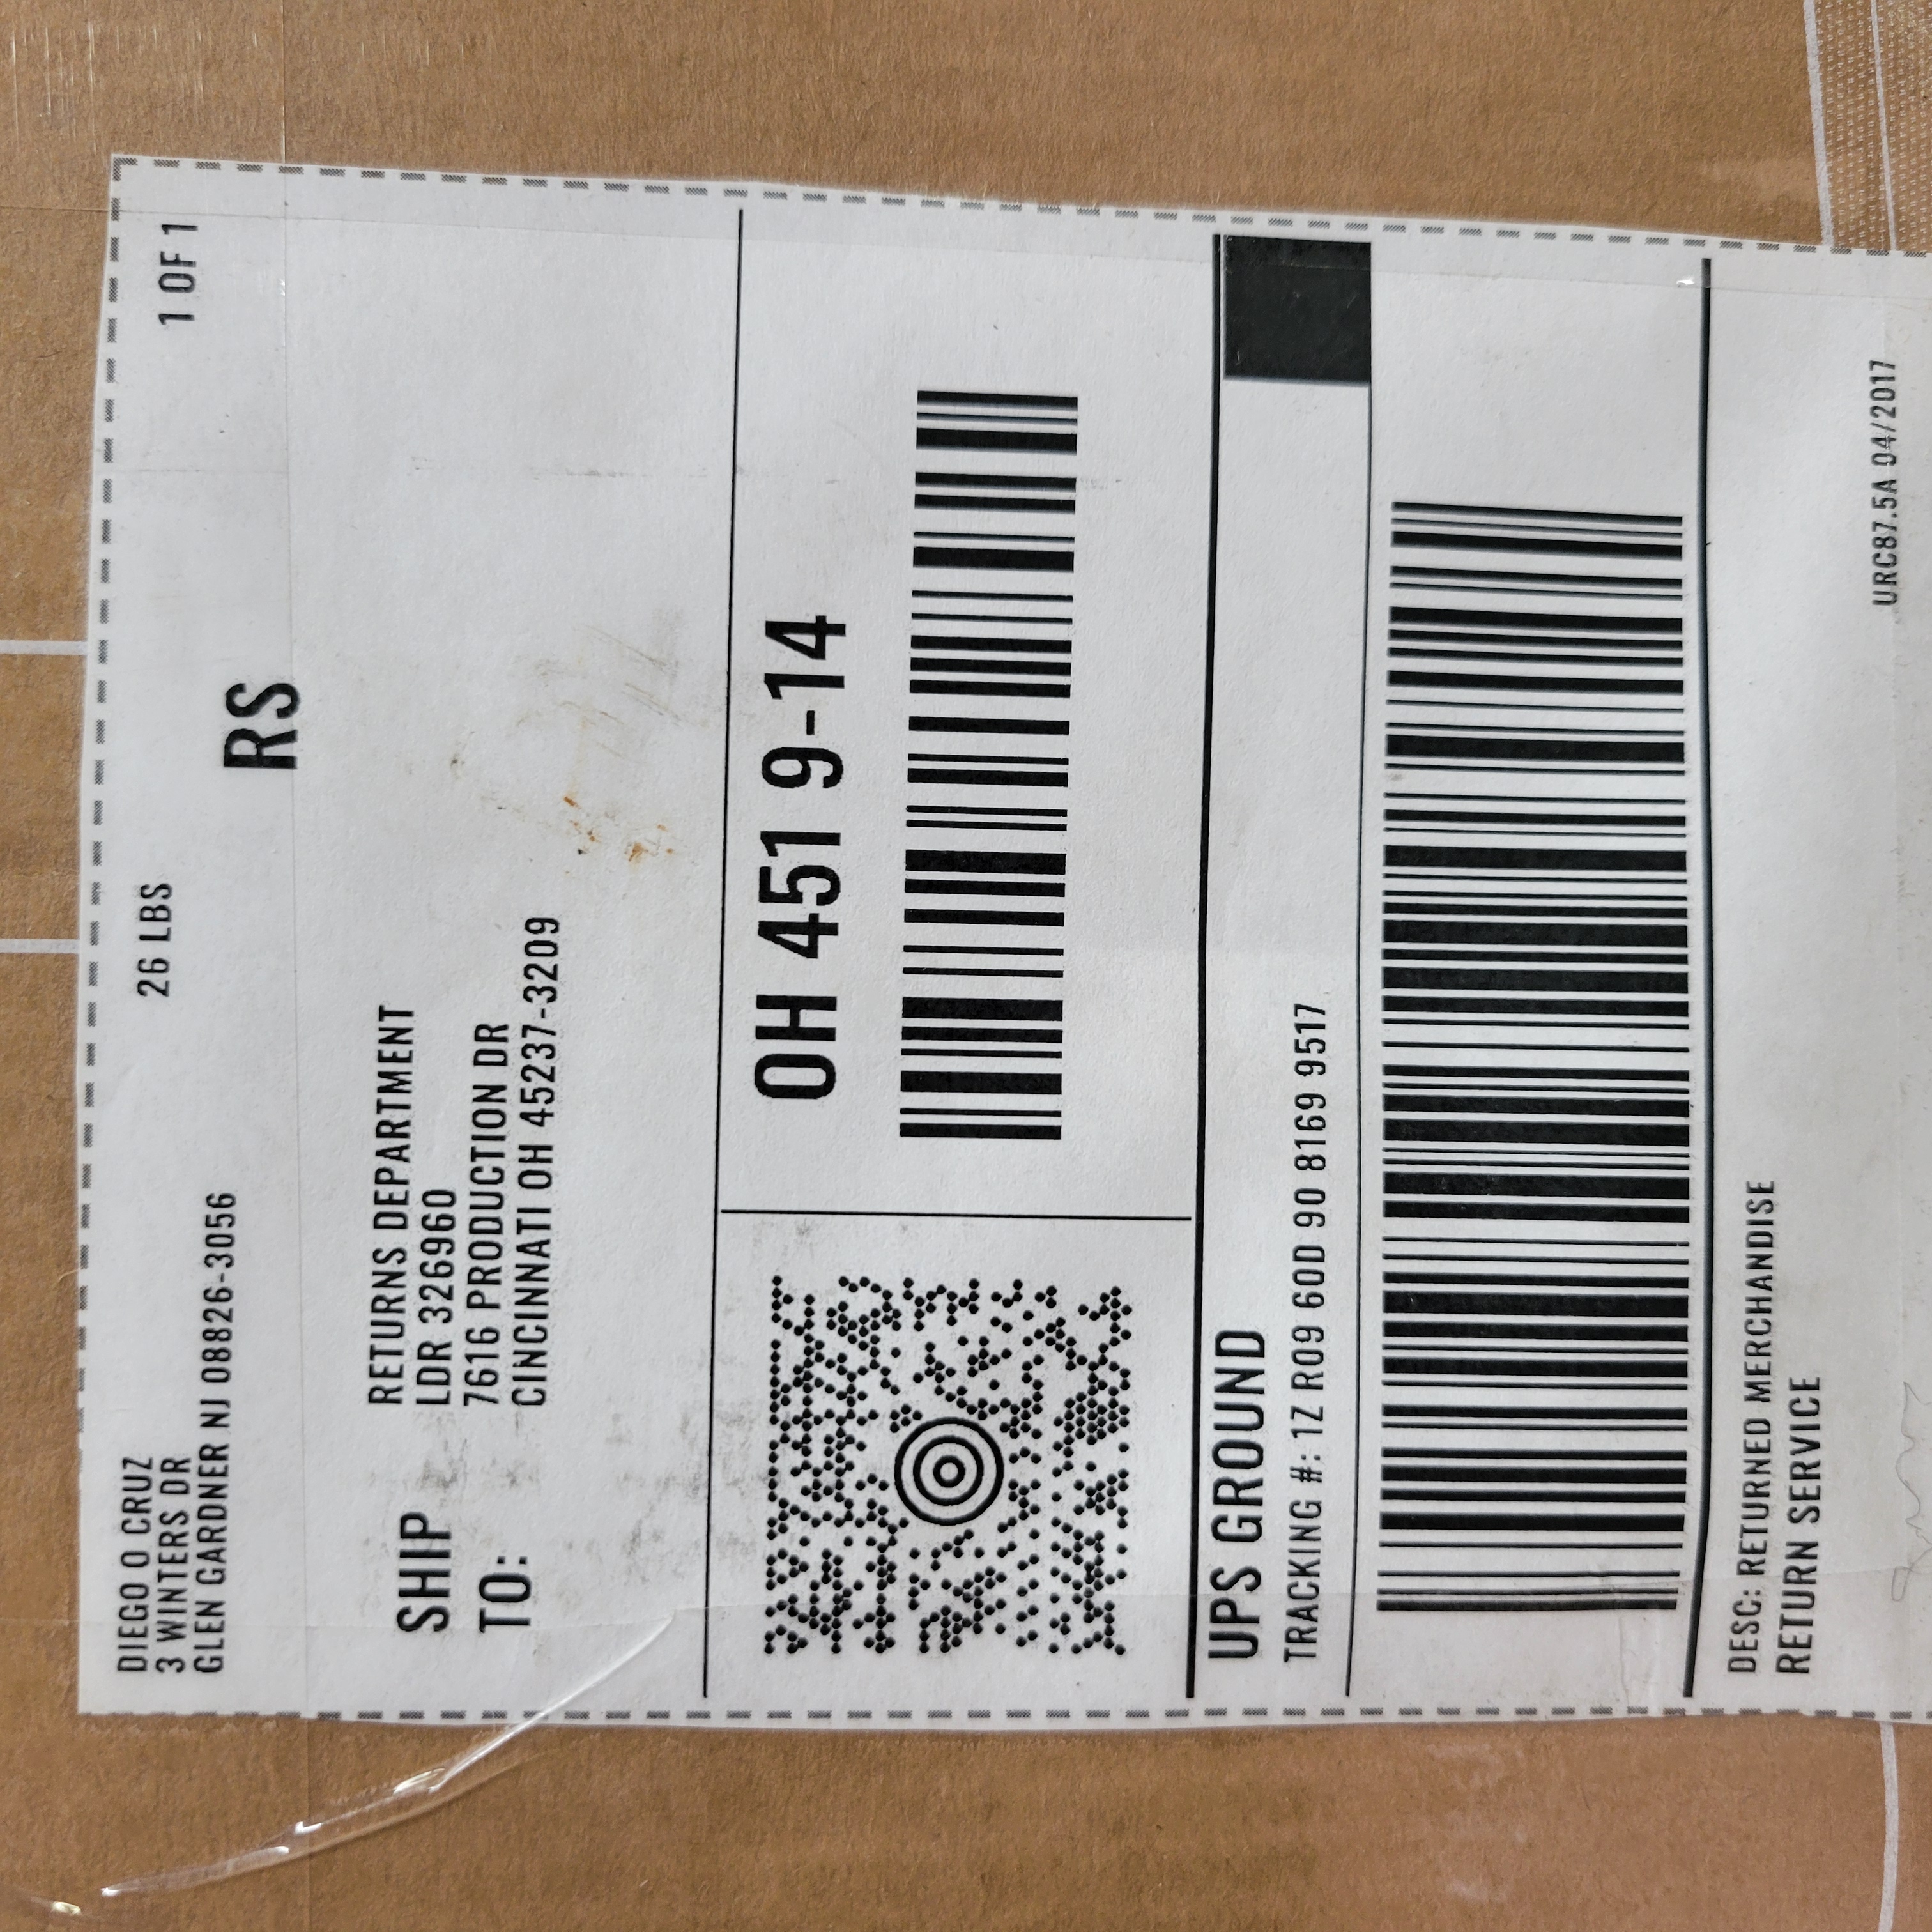 DIEGO O CRUZ
3 WINTERS DR
GLEN GARDNER NJ 08826-3056
26 LBS
1 OF 1
RS
SHIP
TO:
RETURNS DEPARTMENT
LDR 326960
7616 PRODUCTION DR
CINCINNATI OH 45237-3209
OH 451 9-14
UPS GROUND
TRACKING #: 1Z R09 60D 90 8169 9517
DESC: RETURNED MERCHANDISE
RETURN SERVICE
URC87.5A 04/2017